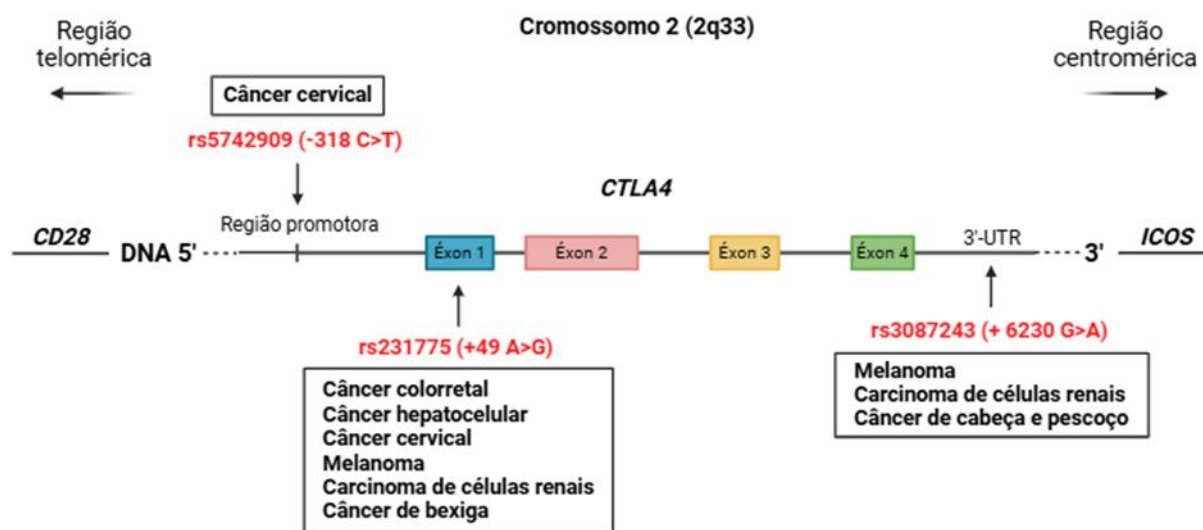 Cromossomo 2 (2q33)
Região
telomérica
Região
centromérica
Câncer cervical
rs5742909 (-318 C>T)
CTLA4
Região promotora
CD28
DNA 5'
Éxon 1
Éxon 2
Éxon 3
Éxon 4
3'-UTR
3'
ICOS
rs231775 (+49 A>G)
Câncer colorretal
Câncer hepatocelular
Câncer cervical
Melanoma
Carcinoma de células renais
Câncer de bexiga
rs3087243 (+ 6230 G>A)
Melanoma
Carcinoma de células renais
Câncer de cabeça e pescoço